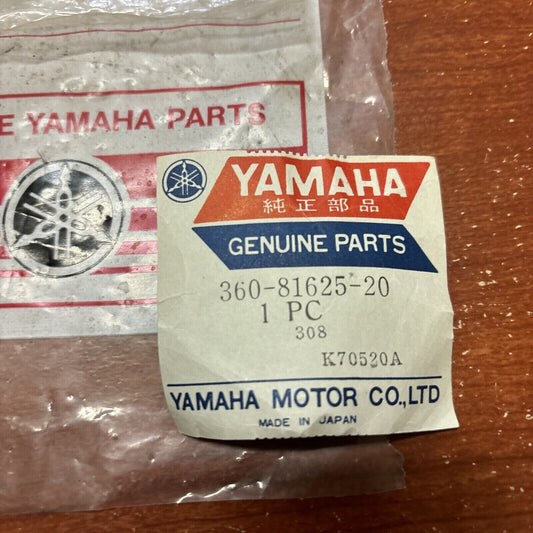 E YAMAHA PARTS
YAMAHA
純正部品
GENUINE PARTS
360-81625-20
1 PC
308
K70520A
YAMAHA MOTOR CO.,LTD
MADE IN JAPAN